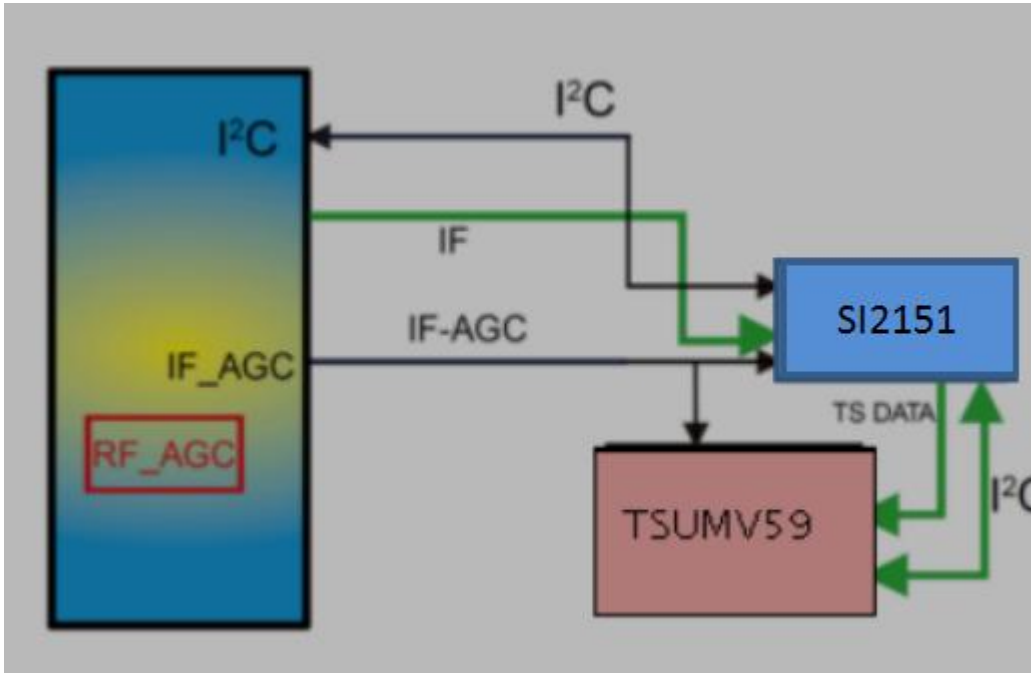 I²C
I²C
IF
IF-AGC
IF_AGC
RF_AGC
SI2151
TS DATA
I²C
TSUMV59